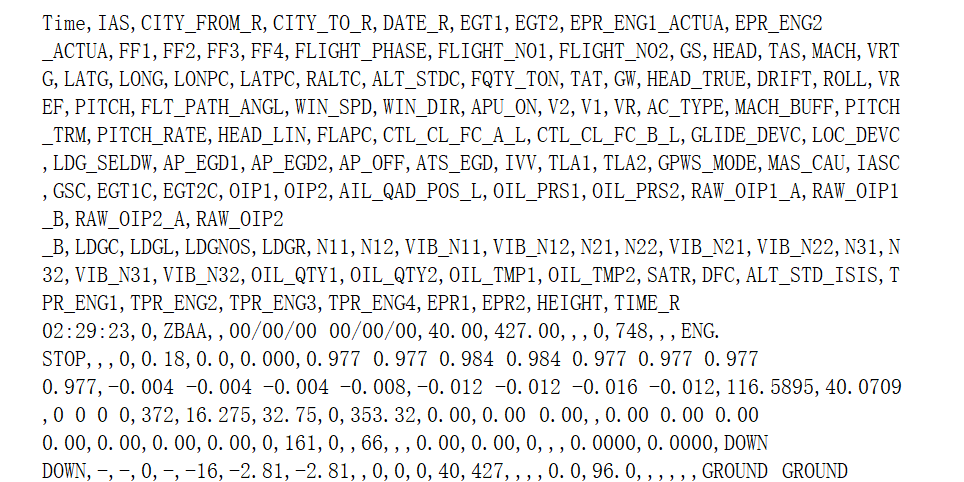 Time,IAS,CITY_FROM_R,CITY_TO_R,DATE_R,EGT1,EGT2,EPR_ENG1_ACTUA,EPR_ENG2
_ACTUA,FF1,FF2,FF3,FF4,FLIGHT_PHASE,FLIGHT_NO1,FLIGHT_NO2,GS,HEAD,TAS,MACH,VRT
G,LATG,LONG,LONPC,LATPC,RALTC,ALT_STDC,FQTY_TON,TAT,GW,HEAD_TRUE,DRIFT,ROLL,VR
EF,PITCH,FLT_PATH_ANGL,WIN_SPD,WIN_DIR,APU_ON,V2,V1,VR,AC_TYPE,MACH_BUFF,PITCH
_TRM,PITCH_RATE,HEAD_LIN,FLAPC,CTL_CL_FC_A_L,CTL_CL_FC_B_L,GLIDE_DEVC,LOC_DEVC
,LDG_SELDW,AP_EGD1,AP_EGD2,AP_OFF,ATS_EGD,IVV,TLA1,TLA2,GPWS_MODE,MAS_CAU,IASC
,GSC,EGT1C,EGT2C,OIP1,OIP2,AIL_QAD_POS_L,OIL_PRS1,OIL_PRS2,RAW_OIP1_A,RAW_OIP1
_B,RAW_OIP2_A,RAW_OIP2
_B,LDGC,LDGL,LDGNOS,LDGR,N11,N12,VIB_N11,VIB_N12,N21,N22,VIB_N21,VIB_N22,N31,N
32,VIB_N31,VIB_N32,OIL_QTY1,OIL_QTY2,OIL_TMP1,OIL_TMP2,SATR,DFC,ALT_STD_ISIS,T
PR_ENG1,TPR_ENG2,TPR_ENG3,TPR_ENG4,EPR1,EPR2,HEIGHT,TIME_R
02:29:23,0,ZBAA,,00/00/00 00/00/00,40.00,427.00,,,0,748,,,ENG.
STOP,,,0,0.18,0.0,0.000,0.977 0.977 0.984 0.984 0.977 0.977 0.977
0.977,-0.004 -0.004 -0.004 -0.008,-0.012 -0.012 -0.016 -0.012,116.5895,40.0709
,0 0 0 0,372,16.275,32.75,0,353.32,0.00,0.00 0.00,,0.00 0.00 0.00
0.00,0.00,0.00,0.00,0,161,0,,66,,,0.00,0.00,0,,,0.0000,0.0000,DOWN
DOWN,-,-,0,-,-16,-2.81,-2.81,,0,0,0,40,427,,,,0.0,96.0,,,,,,GROUND GROUND